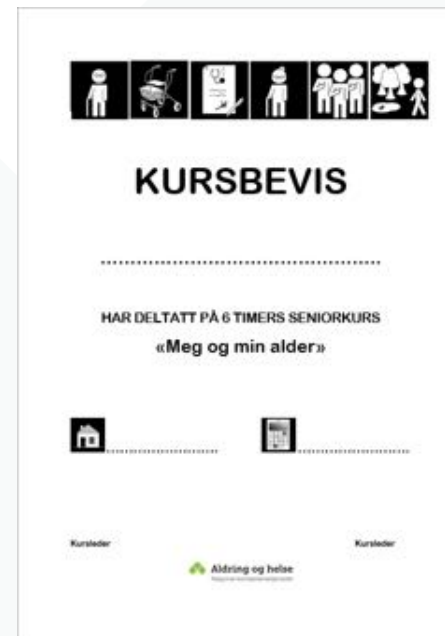 KURSBEVIS
................................................
HAR DELTATT PÅ 6 TIMERS SENIORKURS
«Meg og min alder»
........................ ........................
Kursleder Kursleder
Aldring og helse